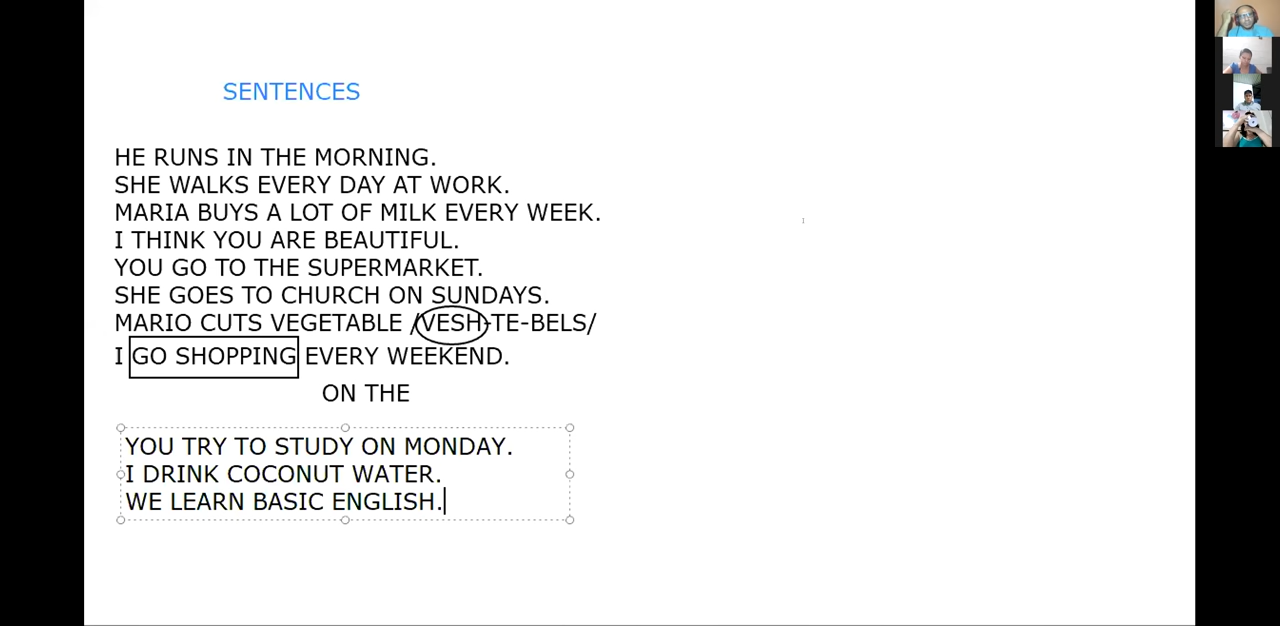 SENTENCES
HE RUNS IN THE MORNING.
SHE WALKS EVERY DAY AT WORK.
MARIA BUYS A LOT OF MILK EVERY WEEK.
I THINK YOU ARE BEAUTIFUL.
YOU GO TO THE SUPERMARKET.
SHE GOES TO CHURCH ON SUNDAYS.
MARIO CUTS VEGETABLE /VESH-TE-BELS/
I GO SHOPPING EVERY WEEKEND.
ON THE
YOU TRY TO STUDY ON MONDAY.
I DRINK COCONUT WATER.
WE LEARN BASIC ENGLISH.